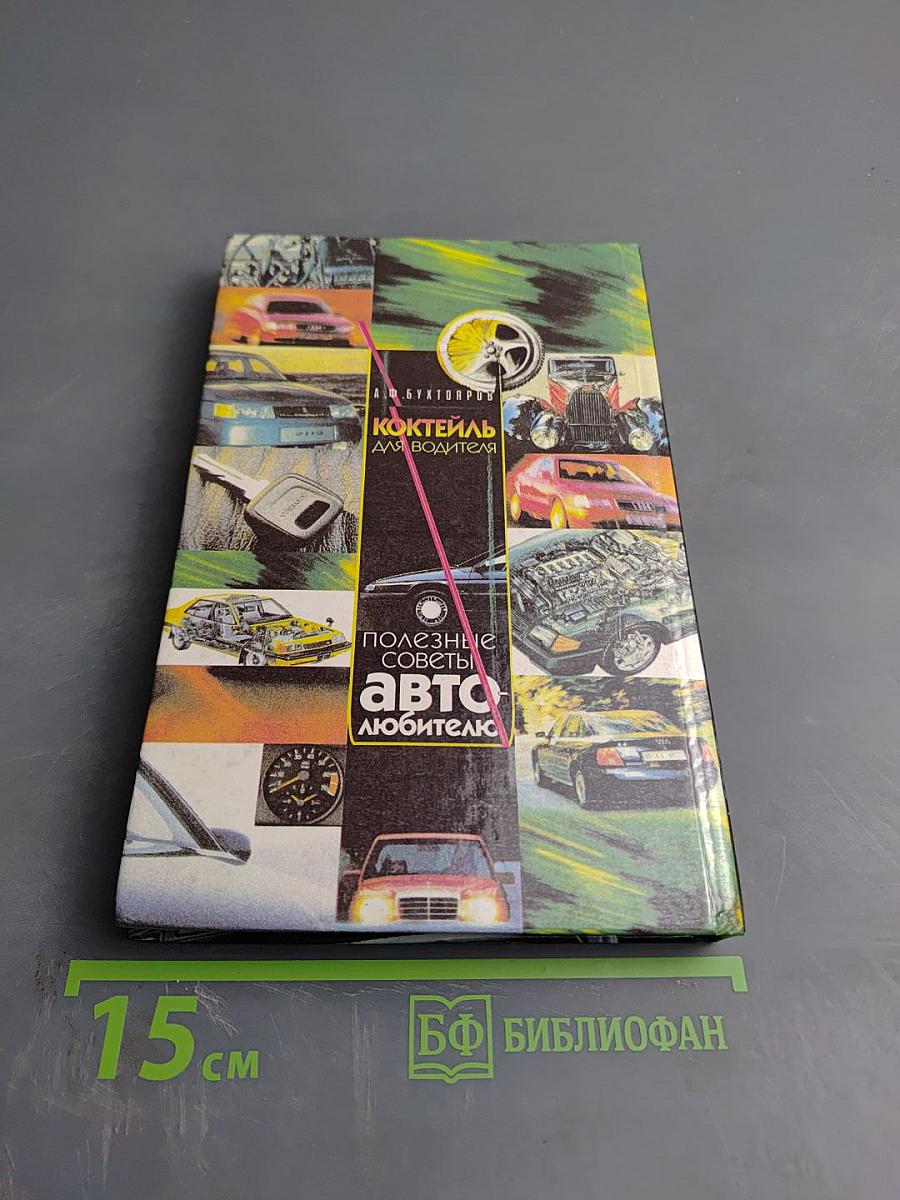 А.Ф.БУХТОЯРОВ
КОКТЕЙЛЬ
ДЛЯ ВОДИТЕЛЯ
ПОЛЕЗНЫЕ
СОВЕТЫ
АВТО-
ЛЮБИТЕЛЮ
15 СМ
БФ БИБЛИОФАН